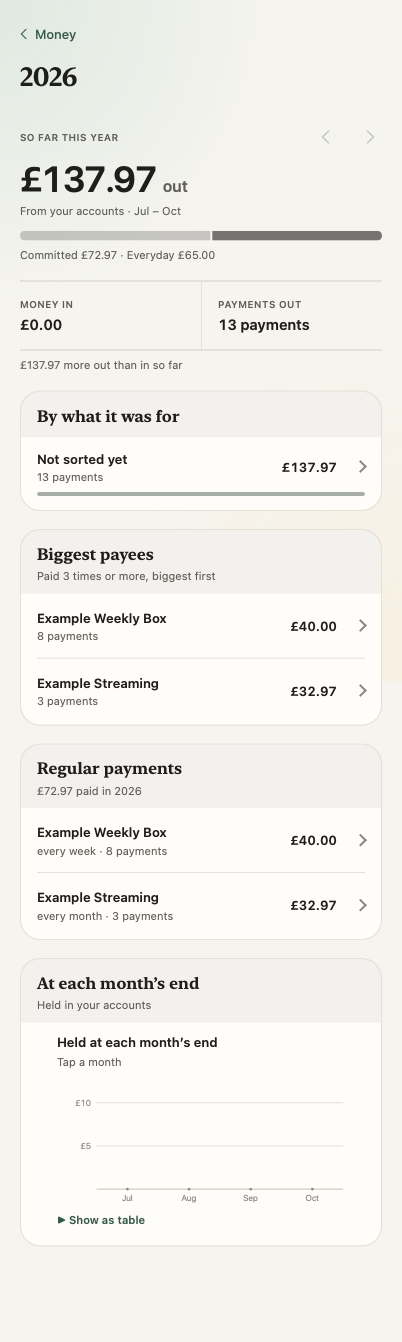 Money
2026
SO FAR THIS YEAR
£137.97 out
From your accounts · Jul – Oct
Committed £72.97 · Everyday £65.00
MONEY IN
£0.00
PAYMENTS OUT
13 payments
£137.97 more out than in so far
By what it was for
Not sorted yet
£137.97
13 payments
Biggest payees
Paid 3 times or more, biggest first
Example Weekly Box
£40.00
8 payments
Example Streaming
£32.97
3 payments
Regular payments
£72.97 paid in 2026
Example Weekly Box
£40.00
every week · 8 payments
Example Streaming
£32.97
every month · 3 payments
At each month’s end
Held in your accounts
Held at each month’s end
Tap a month
£10
£5
Jul Aug Sep Oct
Show as table